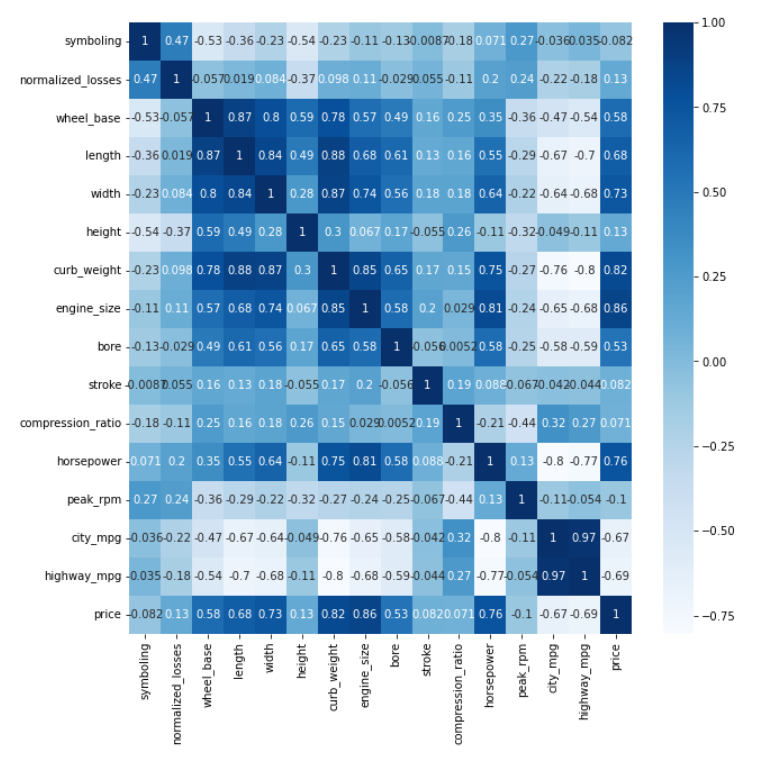 symboling 1 0.47 -0.53 -0.36 -0.23 -0.54 -0.23 -0.11 -0.13 -0.0087 -0.18 0.071 0.27 -0.036 0.035 -0.082
normalized_losses 0.47 1 -0.057 0.019 0.084 -0.37 0.098 0.11 -0.029 0.055 -0.11 0.2 0.24 -0.22 -0.18 0.13
wheel_base -0.53 -0.057 1 0.87 0.8 0.59 0.78 0.57 0.49 0.16 0.25 0.35 -0.36 -0.47 -0.54 0.58
length -0.36 0.019 0.87 1 0.84 0.49 0.88 0.68 0.61 0.13 0.16 0.55 -0.29 -0.67 -0.7 0.68
width -0.23 0.084 0.8 0.84 1 0.28 0.87 0.74 0.56 0.18 0.18 0.64 -0.22 -0.64 -0.68 0.73
height -0.54 -0.37 0.59 0.49 0.28 1 0.3 0.067 0.17 -0.055 0.26 -0.11 -0.32 -0.049 -0.11 0.13
curb_weight -0.23 0.098 0.78 0.88 0.87 0.3 1 0.85 0.65 0.17 0.15 0.75 -0.27 -0.76 -0.8 0.82
engine_size -0.11 0.11 0.57 0.68 0.74 0.067 0.85 1 0.58 0.2 0.029 0.81 -0.24 -0.65 -0.68 0.86
bore -0.13 -0.029 0.49 0.61 0.56 0.17 0.65 0.58 1 -0.056 0.0052 0.58 -0.25 -0.58 -0.59 0.53
stroke -0.0087 0.055 0.16 0.13 0.18 -0.055 0.17 0.2 -0.056 1 0.19 0.088 -0.067 -0.042 -0.044 0.082
compression_ratio -0.18 -0.11 0.25 0.16 0.18 0.26 0.15 0.029 0.0052 0.19 1 -0.21 -0.44 0.32 0.27 0.071
horsepower 0.071 0.2 0.35 0.55 0.64 -0.11 0.75 0.81 0.58 0.088 -0.21 1 0.13 -0.8 -0.77 0.76
peak_rpm 0.27 0.24 -0.36 -0.29 -0.22 -0.32 -0.27 -0.24 -0.25 -0.067 -0.44 0.13 1 -0.11 -0.054 -0.1
city_mpg -0.036 -0.22 -0.47 -0.67 -0.64 -0.049 -0.76 -0.65 -0.58 -0.042 0.32 -0.8 -0.11 1 0.97 -0.67
highway_mpg 0.035 -0.18 -0.54 -0.7 -0.68 -0.11 -0.8 -0.68 -0.59 -0.044 0.27 -0.77 -0.054 0.97 1 -0.69
price -0.082 0.13 0.58 0.68 0.73 0.13 0.82 0.86 0.53 0.082 0.071 0.76 -0.1 -0.67 -0.69 1
symboling
normalized_losses
wheel_base
length
width
height
curb_weight
engine_size
bore
stroke
compression_ratio
horsepower
peak_rpm
city_mpg
highway_mpg
price
1.00
0.75
0.50
0.25
0.00
−0.25
−0.50
−0.75